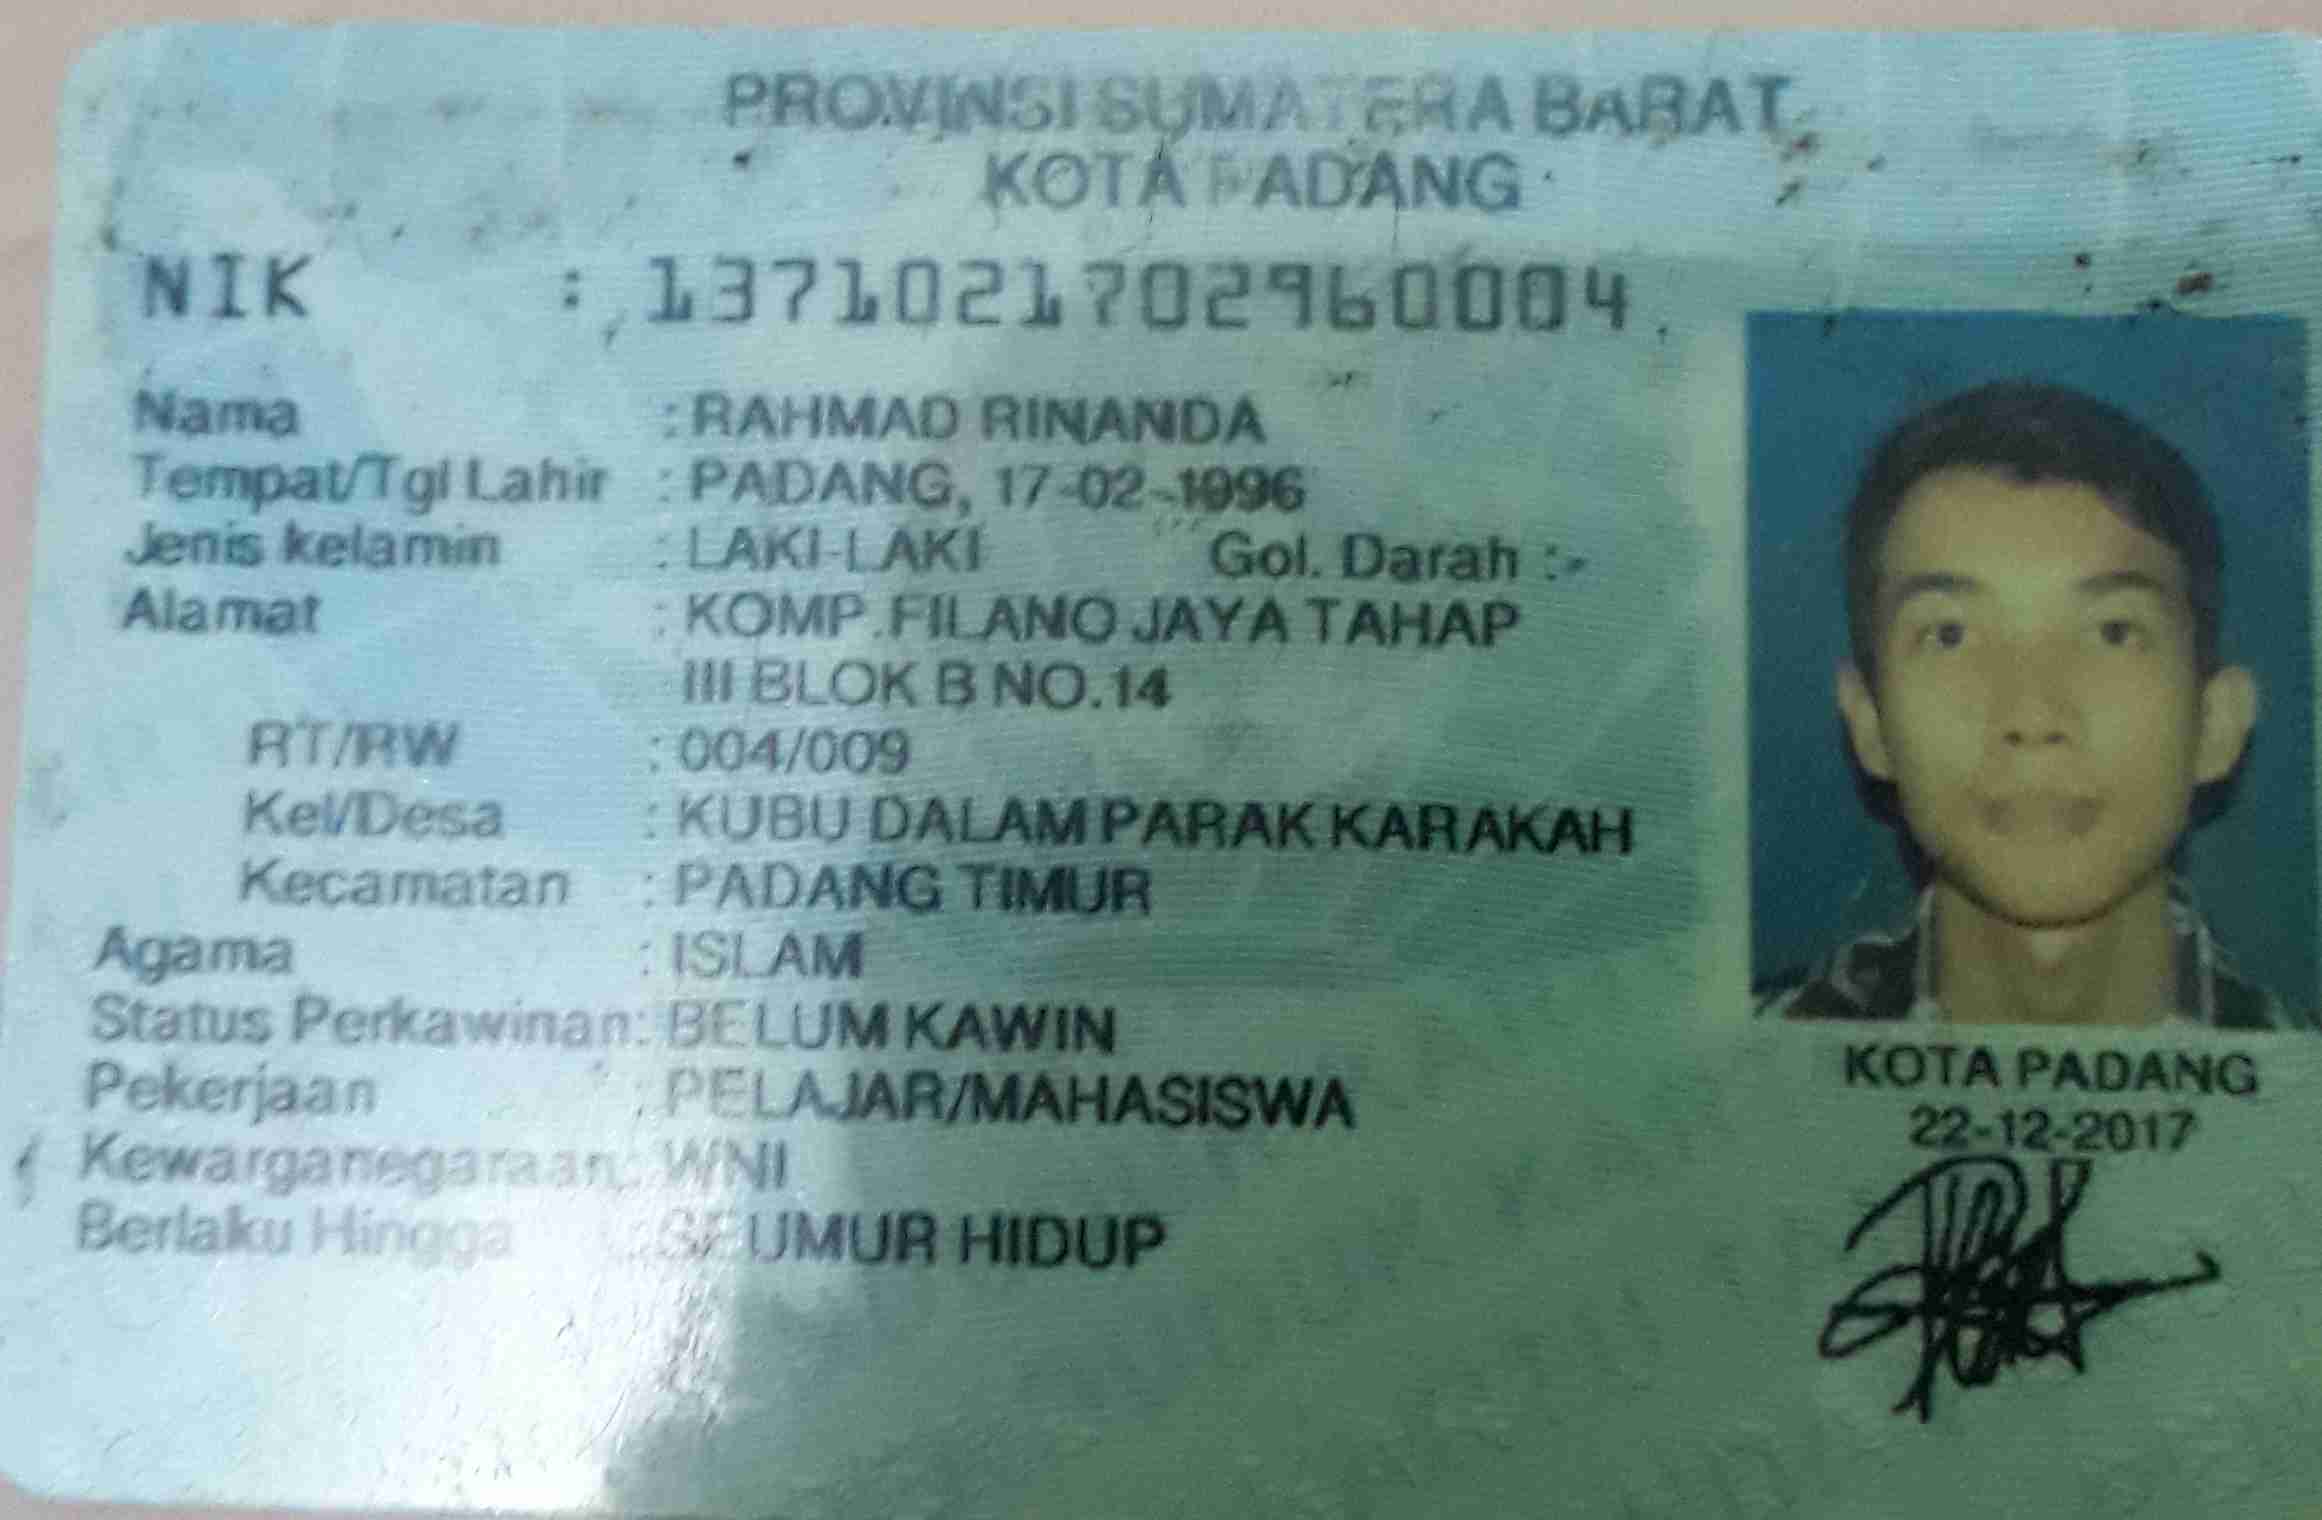 PROVINSI SUMATERA BARAT
KOTA PADANG
NIK : 1371021702960004
Nama : RAHMAD RINANDA
Tempat/Tgl Lahir : PADANG, 17-02-1996
Jenis kelamin : LAKI-LAKI Gol. Darah :-
Alamat : KOMP.FILANO JAYA TAHAP
III BLOK B NO.14
RT/RW : 004/009
Kel/Desa : KUBU DALAM PARAK KARAKAH
Kecamatan : PADANG TIMUR
Agama : ISLAM
Status Perkawinan: BELUM KAWIN
Pekerjaan : PELAJAR/MAHASISWA
Kewarganegaraan: WNI
Berlaku Hingga : SEUMUR HIDUP
KOTA PADANG
22-12-2017